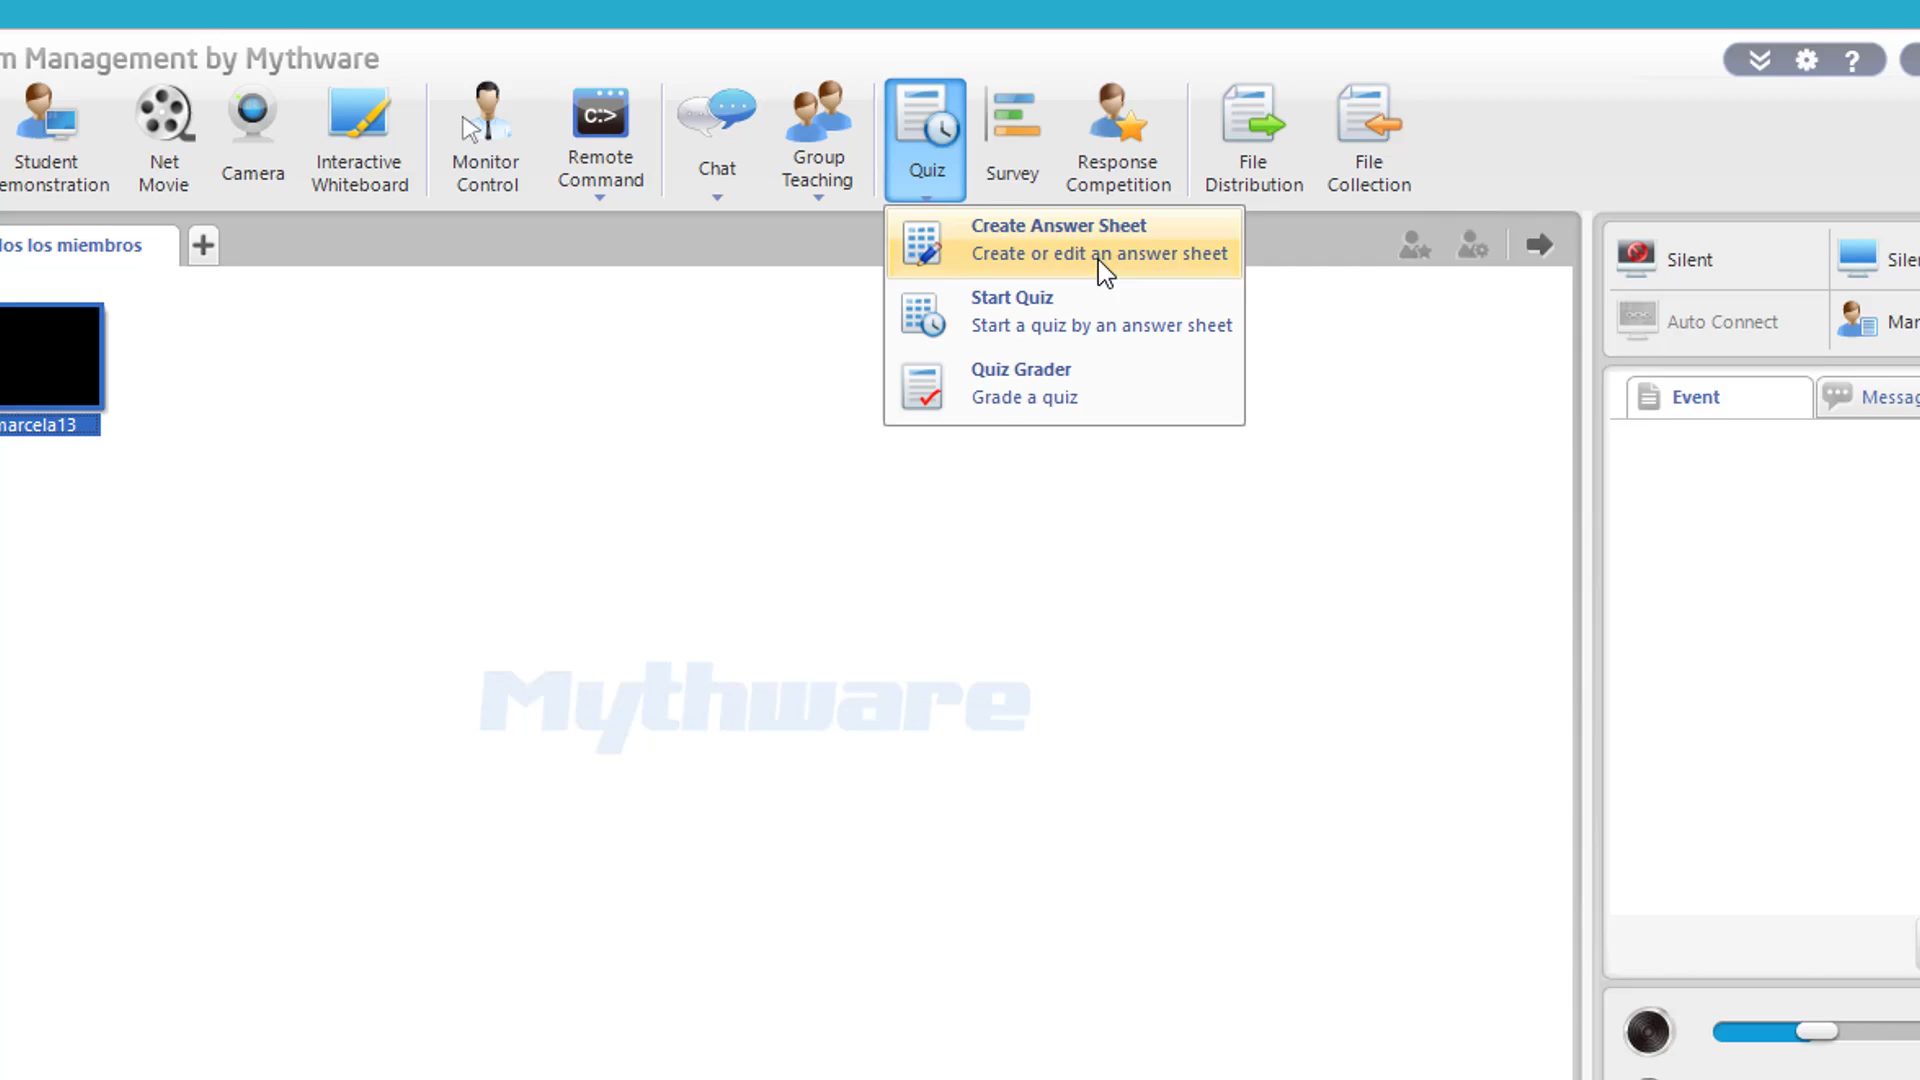 m Management by Mythware
Student
emonstration
Net
Movie
Camera
Interactive
Whiteboard
Monitor
Control
C:>
Remote
Command
Chat
Group
Teaching
Quiz
Survey
Response
Competition
File
Distribution
File
Collection
los los miembros
Create Answer Sheet
Create or edit an answer sheet
Start Quiz
Start a quiz by an answer sheet
Quiz Grader
Grade a quiz
marcela13
Mythware
Silent
Siler
Auto Connect
Mar
Event
Messag